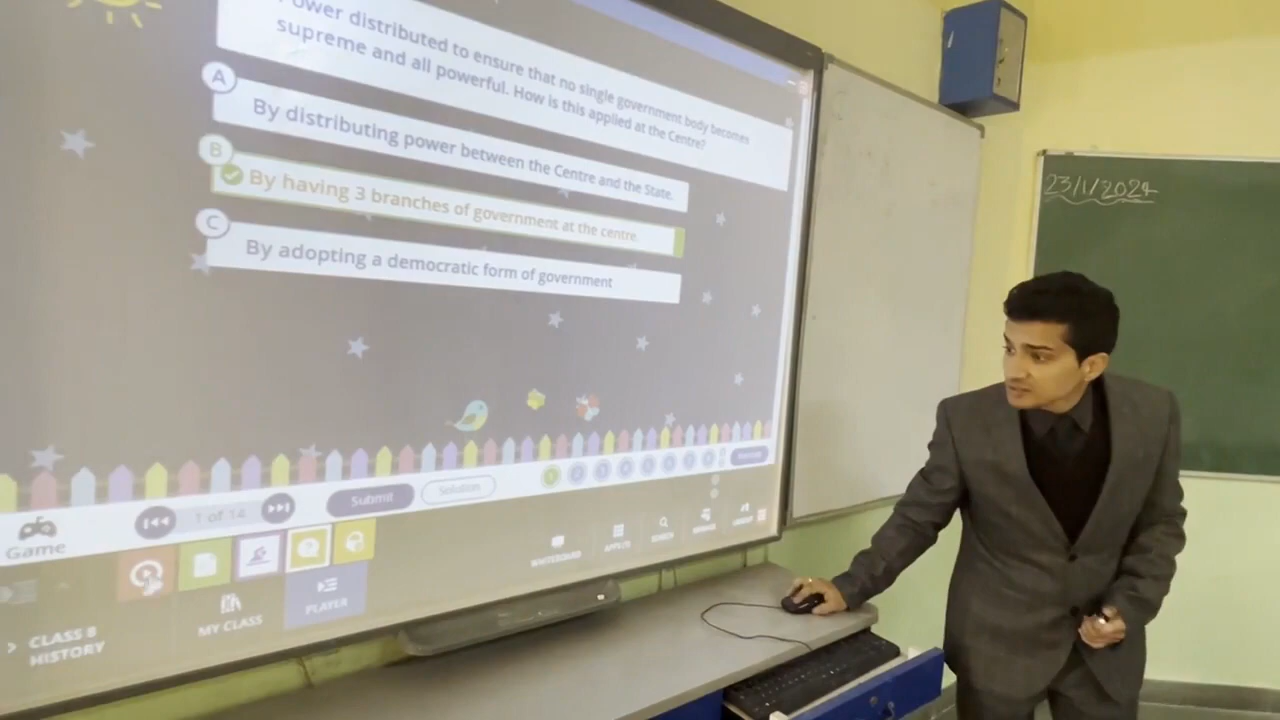 Power distributed to ensure that no single government body becomes
supreme and all powerful. How is this applied at the Centre?
A
By distributing power between the Centre and the State.
B
By having 3 branches of government at the centre.
C
By adopting a democratic form of government
23/1/2024
Game
1 of 14
Submit
Solution
WHITEBOARD
SEARCH
MY CLASS
PLAYER
CLASS 8
HISTORY